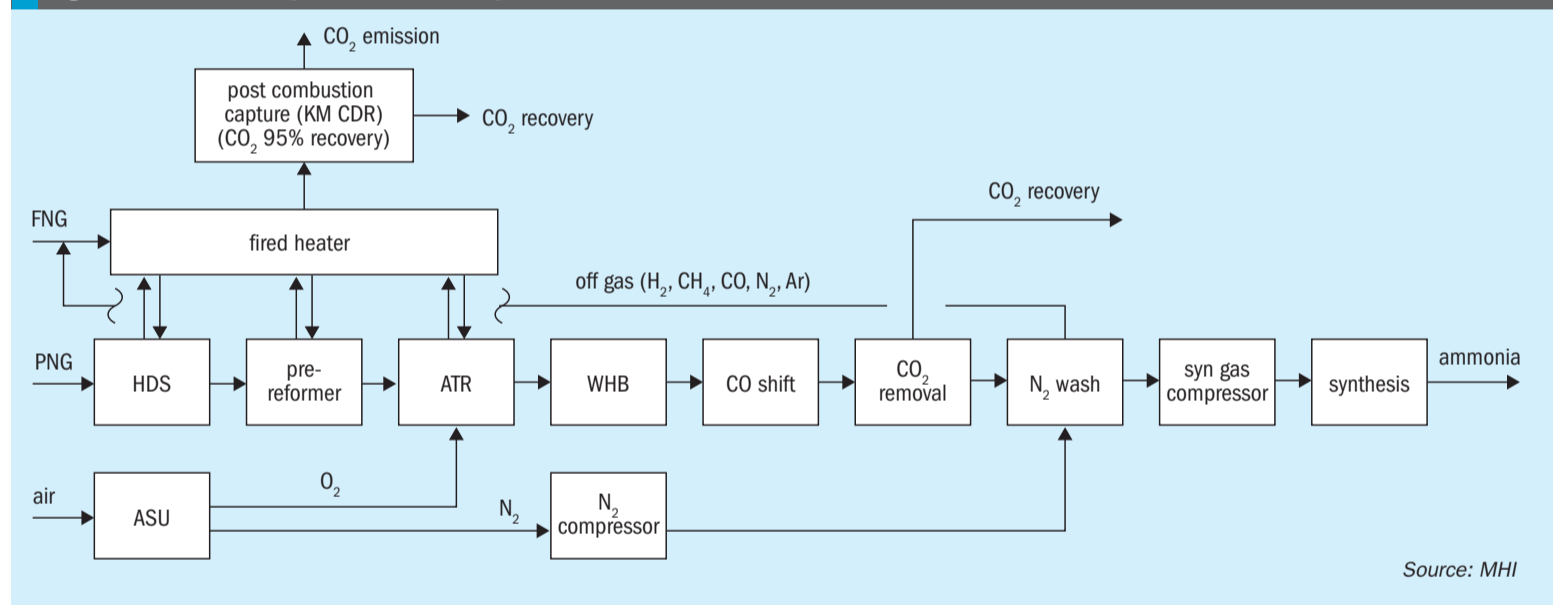 CO₂ emission
post combustion
capture (KM CDR)
(CO₂ 95% recovery)
CO₂ recovery
CO₂ recovery
FNG
fired heater
off gas (H₂, CH₄, CO, N₂, Ar)
PNG
HDS
pre-
reformer
ATR
WHB
CO shift
CO₂
removal
N₂ wash
syn gas
compressor
synthesis
ammonia
air
ASU
O₂
N₂
N₂
compressor
Source: MHI